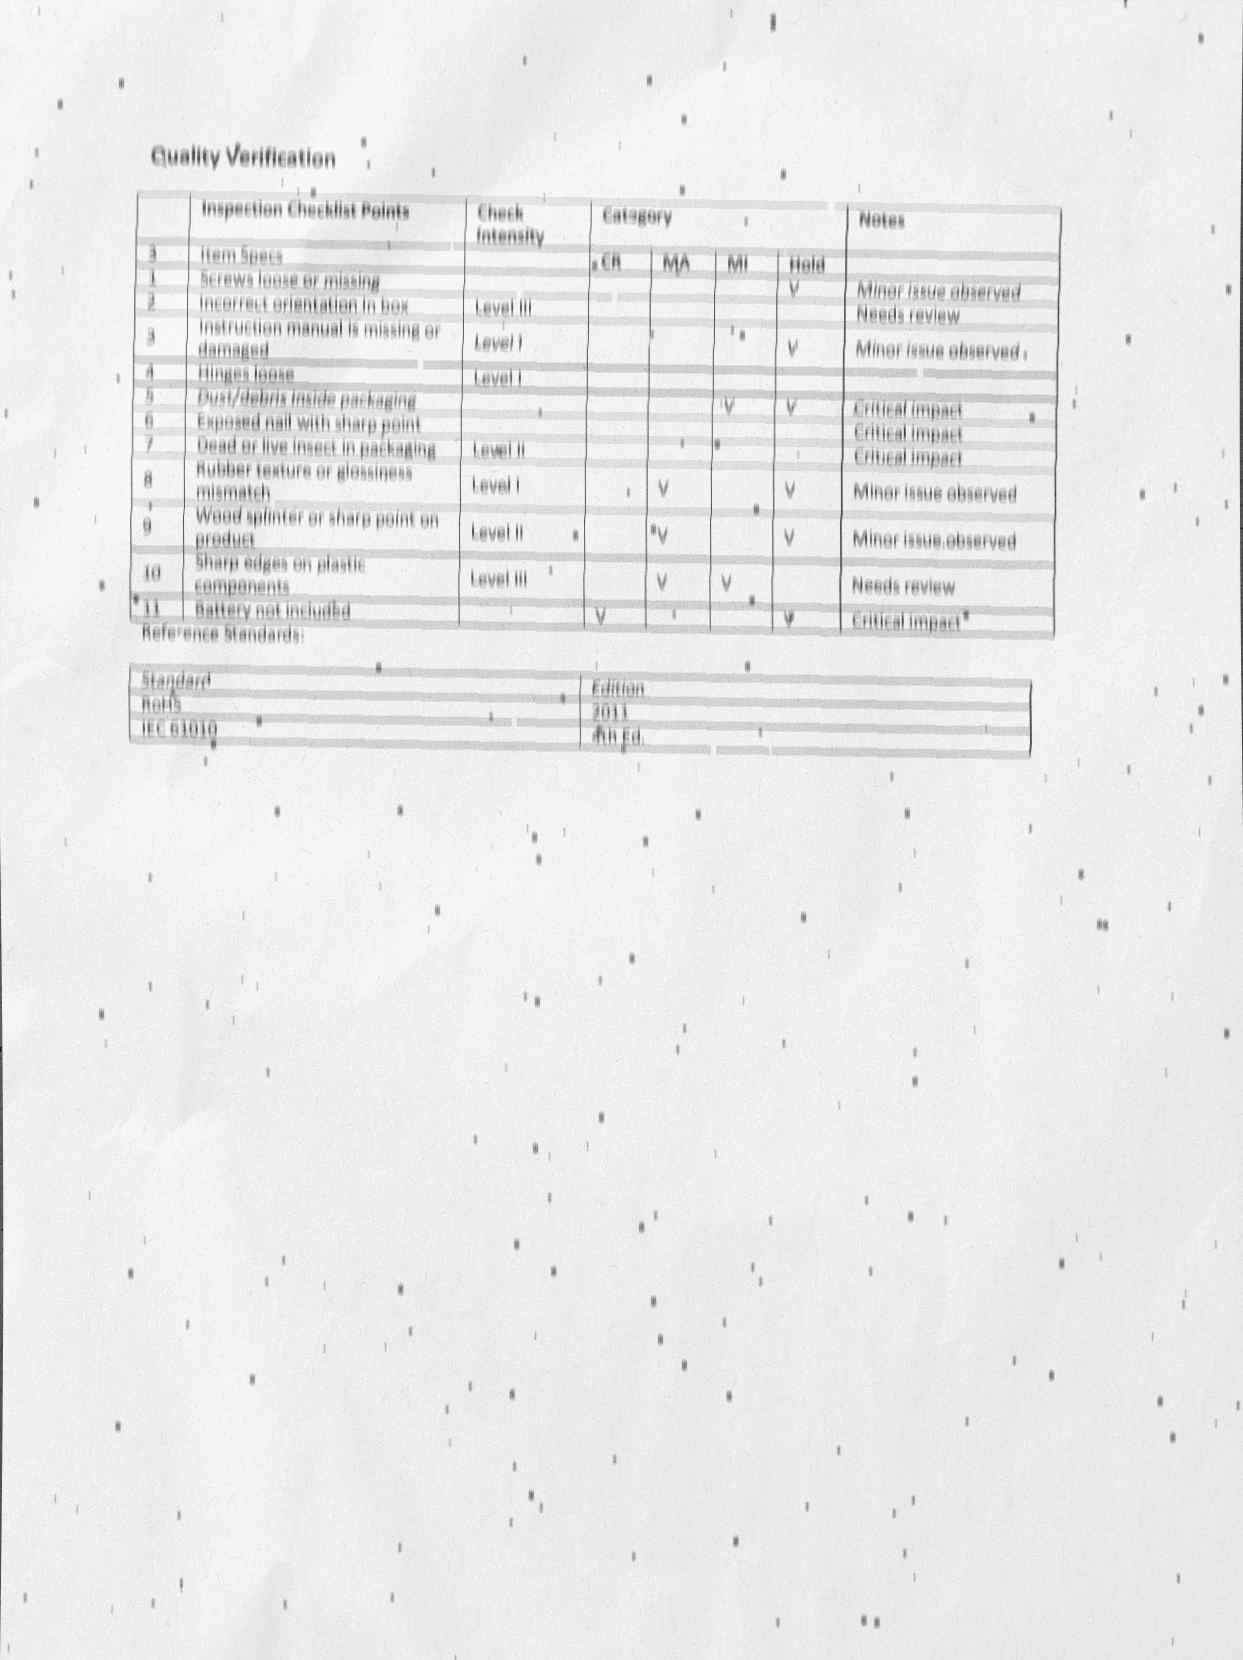 Quality Verification
Inspection Checklist Points Check Intensity Category Notes
3 Item Specs CR MA MI Hold
1 Screws loose or missing V Minor issue observed
2 Incorrect orientation in box Level III Needs review
3 Instruction manual is missing or damaged Level I V Minor issue observed
4 Hinges loose Level I
5 Dust/debris inside packaging V V Critical impact
6 Exposed nail with sharp point Critical impact
7 Dead or live insect in packaging Level II Critical impact
8 Rubber texture or glossiness mismatch Level I V V Minor issue observed
9 Wood splinter or sharp point on product Level II V V Minor issue observed
10 Sharp edges on plastic components Level III V V Needs review
11 Battery not included V V Critical impact
Reference Standards:
Standard Edition
RoHS 2011
IEC 61010 4th Ed.